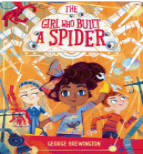 THE
GIRL WHO BUILT
A SPIDER
GEORGE BREWINGTON